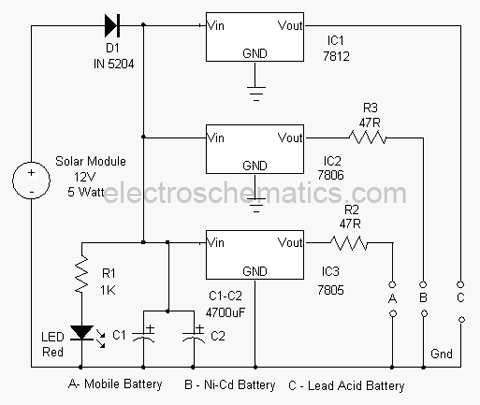 Vin Vout
GND
IC1
7812
D1
IN 5204
Vin Vout
GND
IC2
7806
R3
47R
Solar Module
12V
5 Watt
+
-
electroschematics.com
Vin Vout
GND
IC3
7805
R2
47R
R1
1K
C1-C2
4700uF
A B C
LED
Red
C1
+
C2
+
Gnd
A- Mobile Battery B - Ni-Cd Battery C - Lead Acid Battery